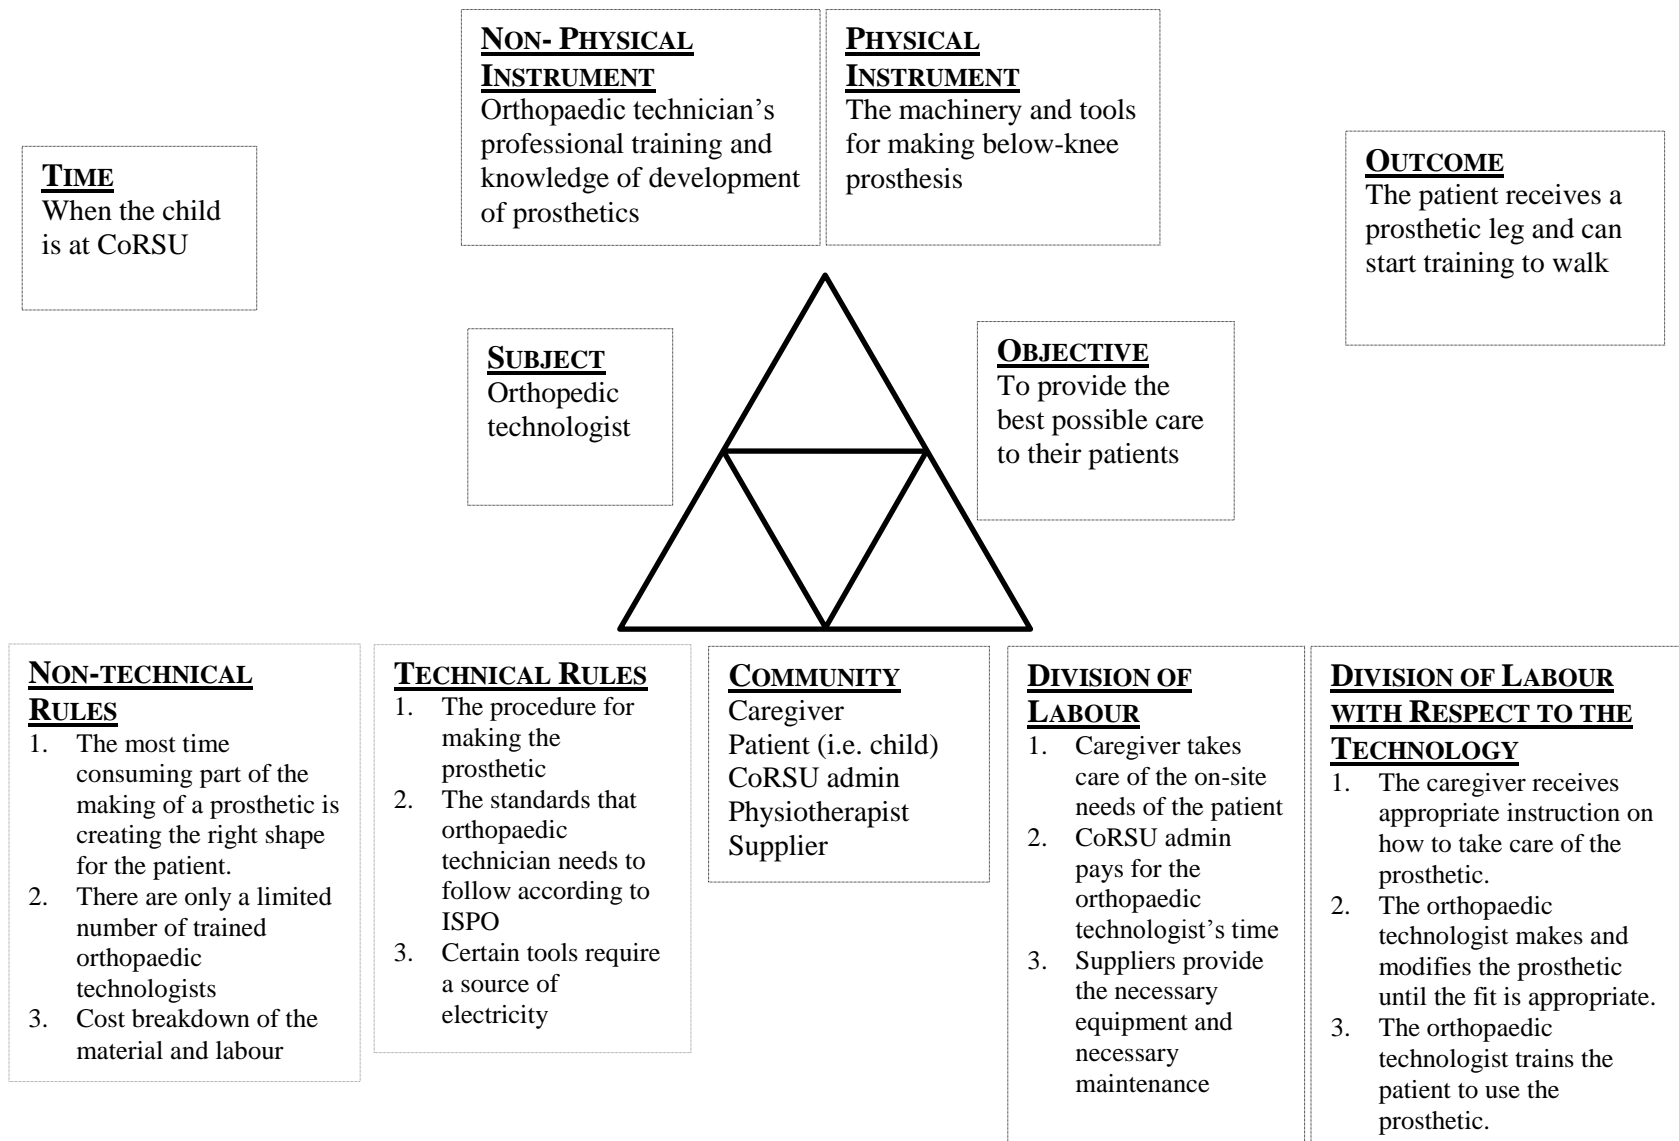 NON- PHYSICAL
INSTRUMENT
Orthopaedic technician’s
professional training and
knowledge of development
of prosthetics
PHYSICAL
INSTRUMENT
The machinery and tools
for making below-knee
prosthesis
TIME
When the child
is at CoRSU
OUTCOME
The patient receives a
prosthetic leg and can
start training to walk
SUBJECT
Orthopedic
technologist
OBJECTIVE
To provide the
best possible care
to their patients
NON-TECHNICAL
RULES
1. The most time
consuming part of the
making of a prosthetic is
creating the right shape
for the patient.
2. There are only a limited
number of trained
orthopaedic
technologists
3. Cost breakdown of the
material and labour
TECHNICAL RULES
1. The procedure for
making the
prosthetic
2. The standards that
orthopaedic
technician needs to
follow according to
ISPO
3. Certain tools require
a source of
electricity
COMMUNITY
Caregiver
Patient (i.e. child)
CoRSU admin
Physiotherapist
Supplier
DIVISION OF
LABOUR
1. Caregiver takes
care of the on-site
needs of the patient
2. CoRSU admin
pays for the
orthopaedic
technologist’s time
3. Suppliers provide
the necessary
equipment and
necessary
maintenance
DIVISION OF LABOUR
WITH RESPECT TO THE
TECHNOLOGY
1. The caregiver receives
appropriate instruction on
how to take care of the
prosthetic.
2. The orthopaedic
technologist makes and
modifies the prosthetic
until the fit is appropriate.
3. The orthopaedic
technologist trains the
patient to use the
prosthetic.